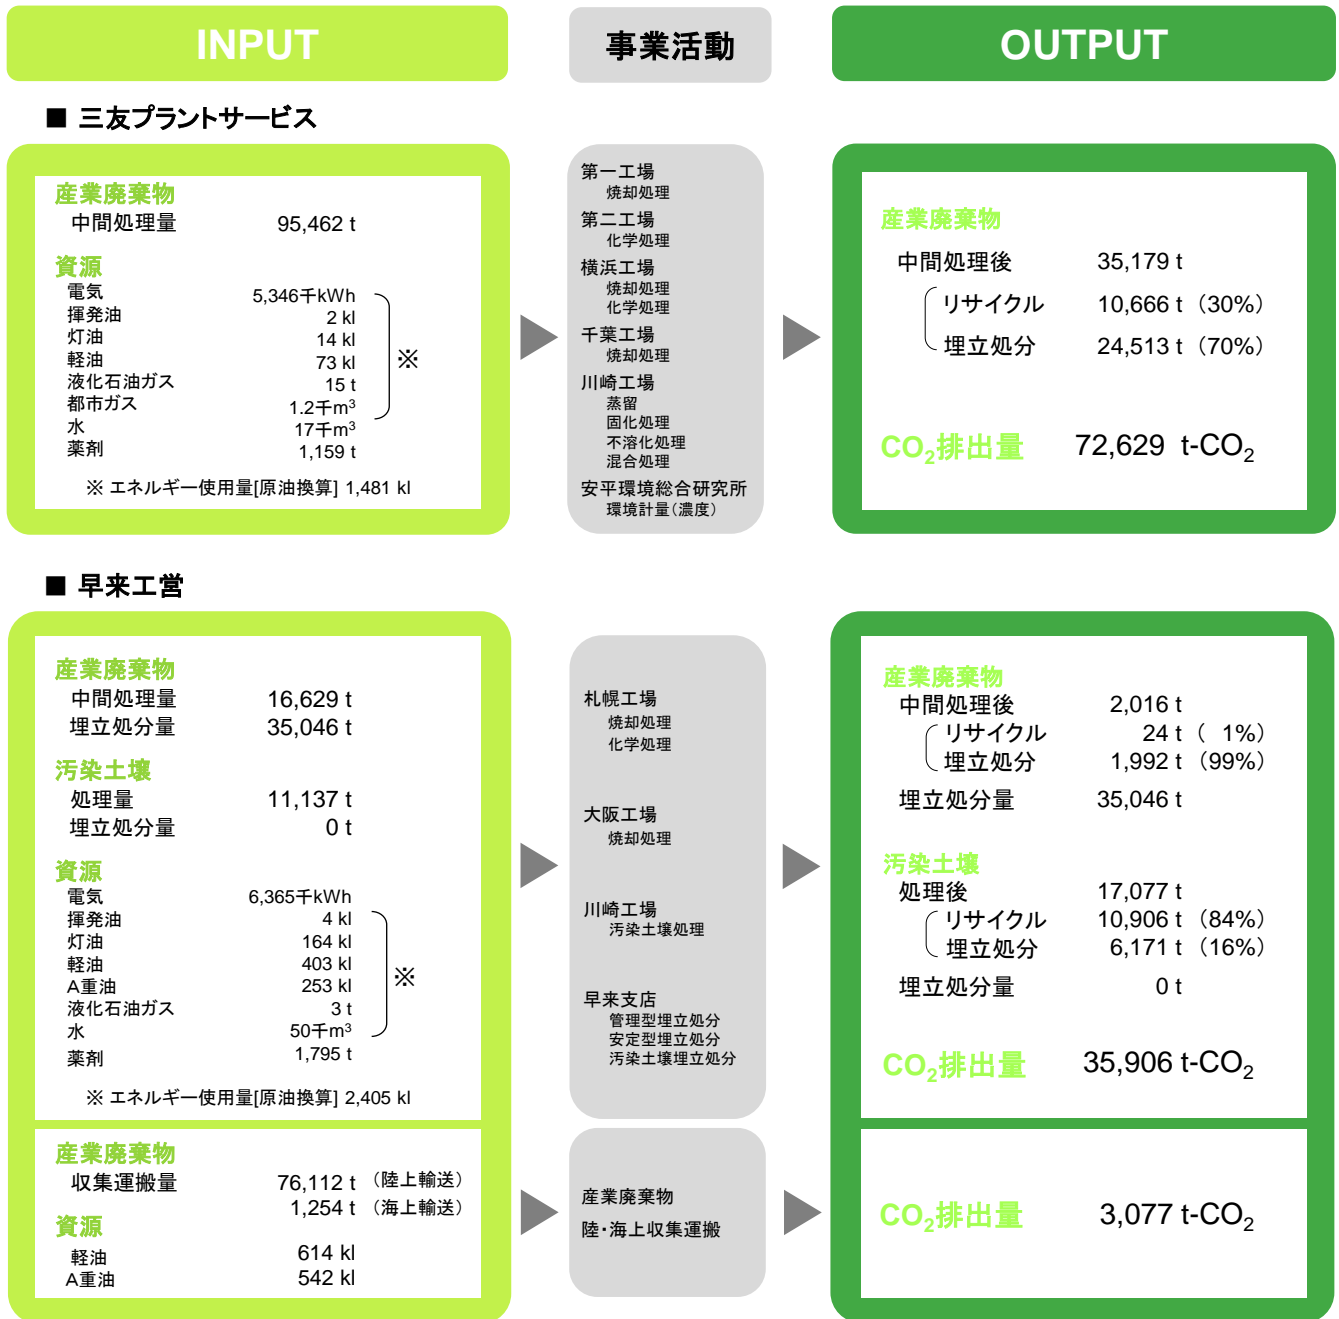 INPUT
事業活動
OUTPUT
■ 三友プラントサービス
産業廃棄物
中間処理量 95,462 t
資源
電気 5,346千kWh
揮発油 2 kl
灯油 14 kl
軽油 73 kl
液化石油ガス 15 t
都市ガス 1.2千m³
水 17千m³
薬剤 1,159 t
※
※ エネルギー使用量[原油換算] 1,481 kl
第一工場
焼却処理
第二工場
化学処理
横浜工場
焼却処理
化学処理
千葉工場
焼却処理
川崎工場
蒸留
固化処理
不溶化処理
混合処理
安平環境総合研究所
環境計量(濃度)
産業廃棄物
中間処理後 35,179 t
リサイクル 10,666 t (30%)
埋立処分 24,513 t (70%)
CO₂排出量 72,629 t-CO₂
■ 早来工営
産業廃棄物
中間処理量 16,629 t
埋立処分量 35,046 t
汚染土壌
処理量 11,137 t
埋立処分量 0 t
資源
電気 6,365千kWh
揮発油 4 kl
灯油 164 kl
軽油 403 kl
A重油 253 kl
液化石油ガス 3 t
水 50千m³
薬剤 1,795 t
※
※ エネルギー使用量[原油換算] 2,405 kl
札幌工場
焼却処理
化学処理
大阪工場
焼却処理
川崎工場
汚染土壌処理
早来支店
管理型埋立処分
安定型埋立処分
汚染土壌埋立処分
産業廃棄物
中間処理後 2,016 t
リサイクル 24 t ( 1%)
埋立処分 1,992 t (99%)
埋立処分量 35,046 t
汚染土壌
処理後 17,077 t
リサイクル 10,906 t (84%)
埋立処分 6,171 t (16%)
埋立処分量 0 t
CO₂排出量 35,906 t-CO₂
産業廃棄物
収集運搬量 76,112 t (陸上輸送)
1,254 t (海上輸送)
資源
軽油 614 kl
A重油 542 kl
産業廃棄物
陸・海上収集運搬
CO₂排出量 3,077 t-CO₂